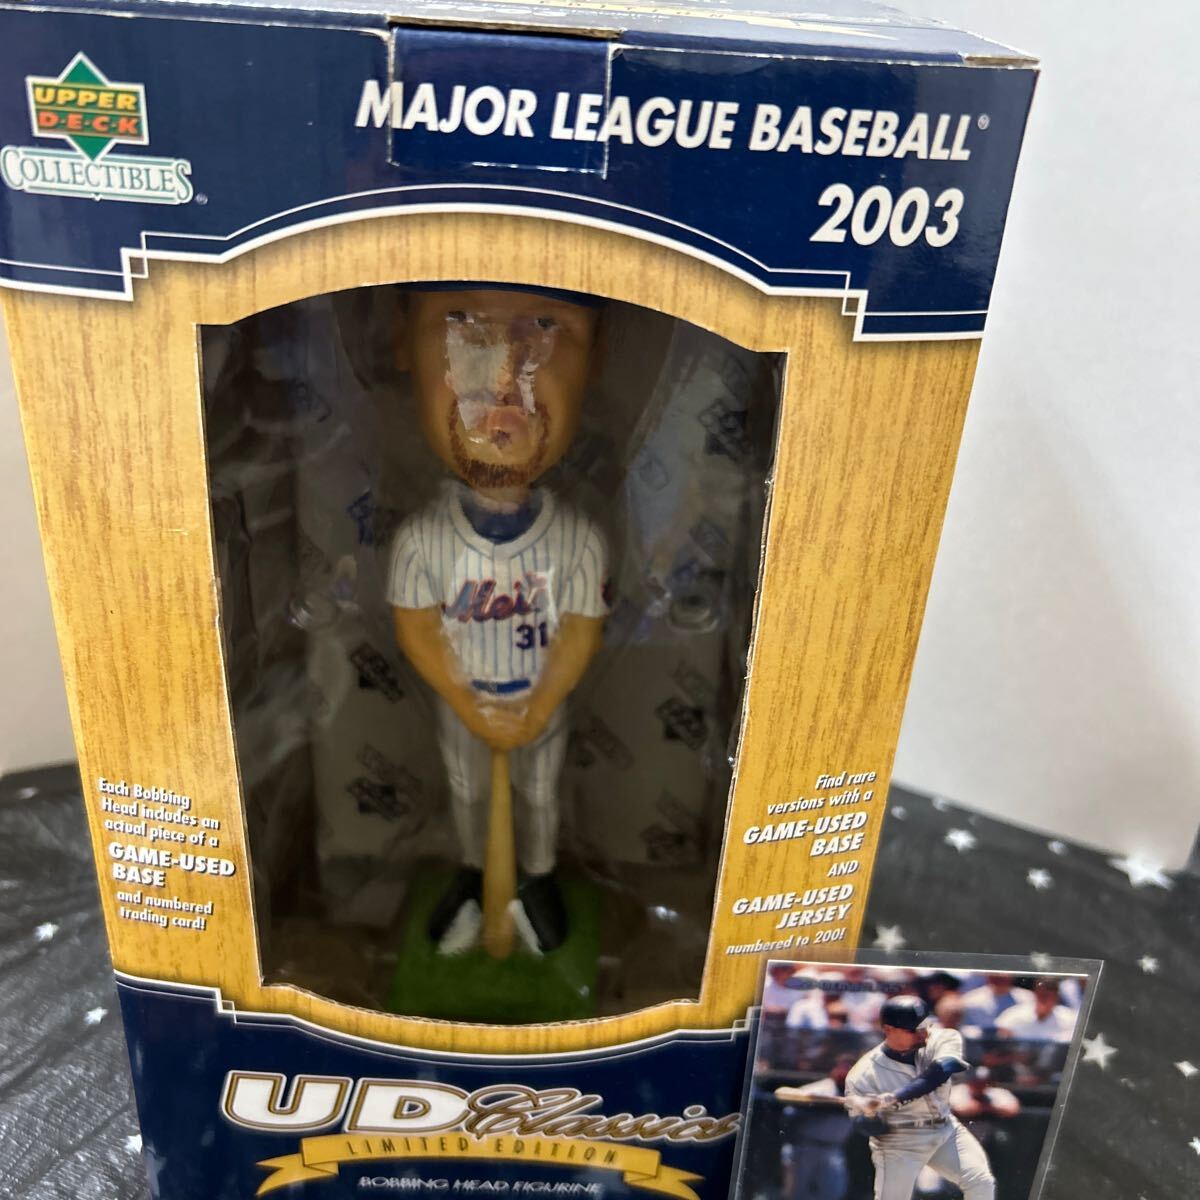 UPPER
D·E·C·K
COLLECTIBLES
MAJOR LEAGUE BASEBALL
2003
Mets
31
Each Bobbing
Head includes an
actual piece of a
GAME-USED
BASE
and numbered
trading card!
Find rare
versions with a
GAME-USED
BASE
AND
GAME-USED
JERSEY
numbered to 200!
UD Classics
LIMITED EDITION
BOBBING HEAD FIGURINE